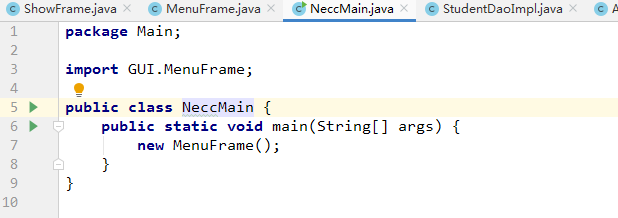 ShowFrame.java MenuFrame.java NeccMain.java StudentDaoImpl.java A
1 package Main;
2
3 import GUI.MenuFrame;
4
5 public class NeccMain {
6 public static void main(String[] args) {
7 new MenuFrame();
8 }
9 }
10